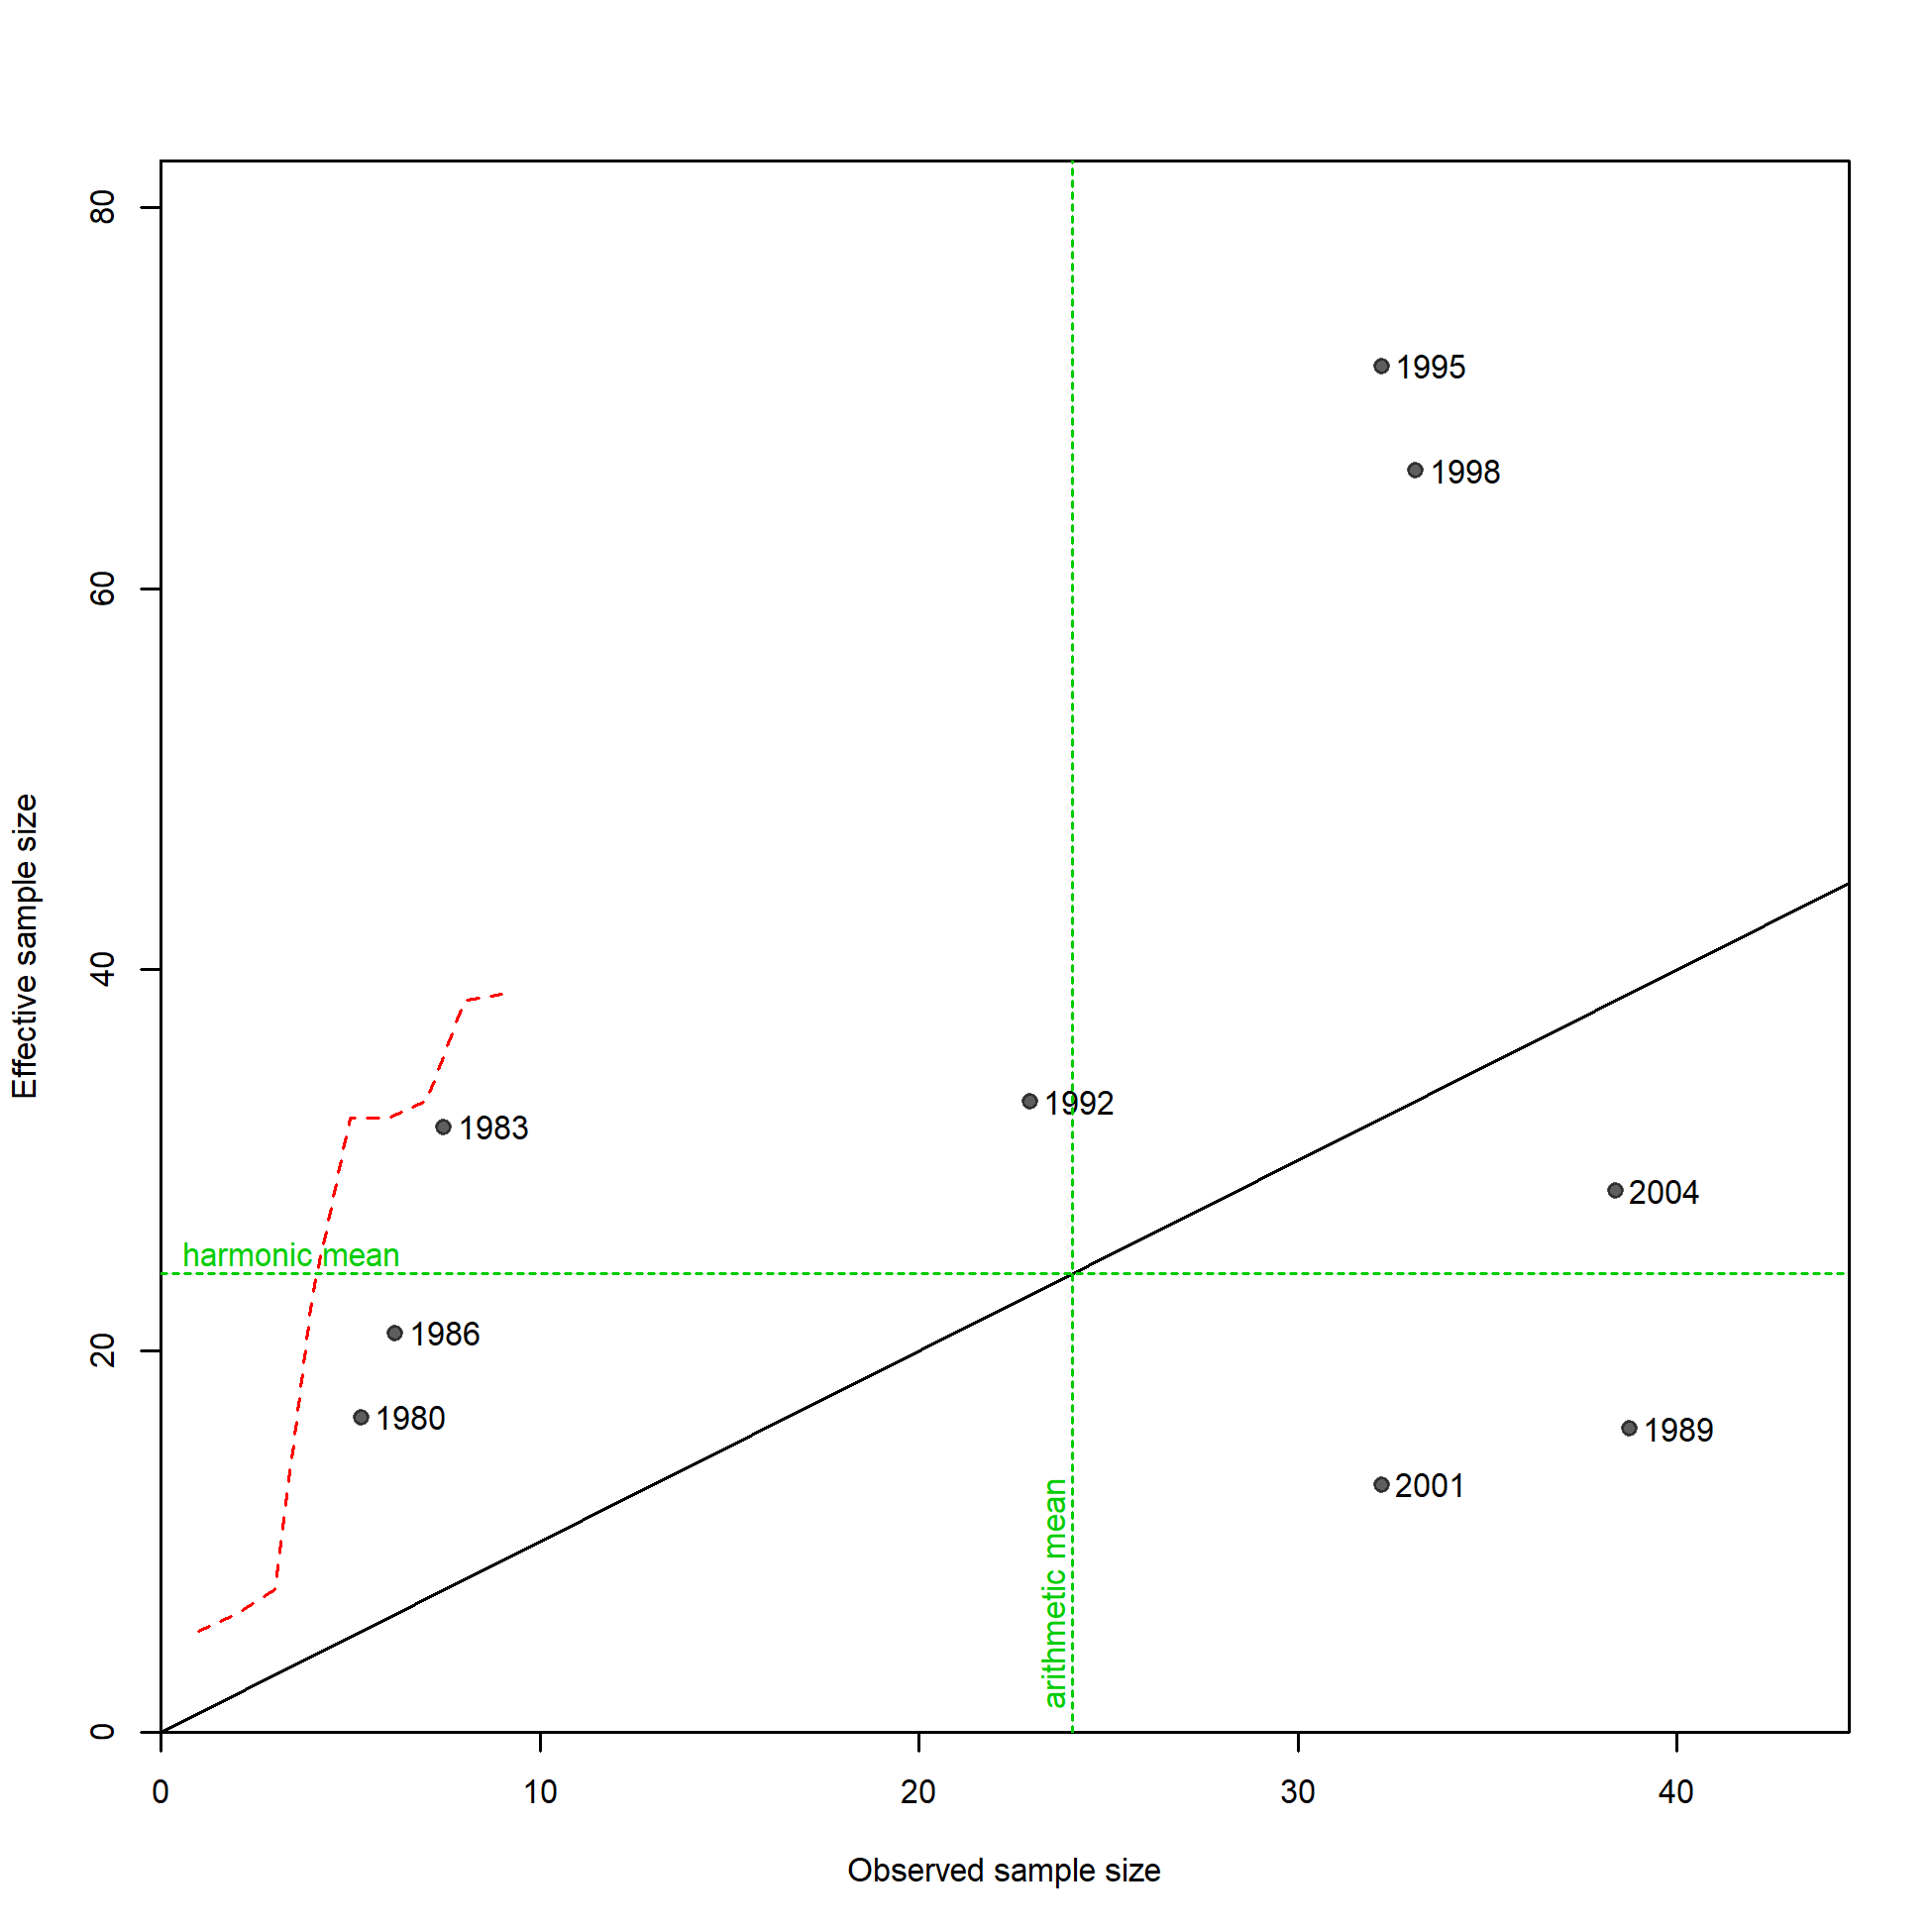 80
60
40
20
0
Effective sample size
1995
1998
1992
1983
2004
harmonic mean
1986
1980
1989
2001
arithmetic mean
0 10 20 30 40
Observed sample size